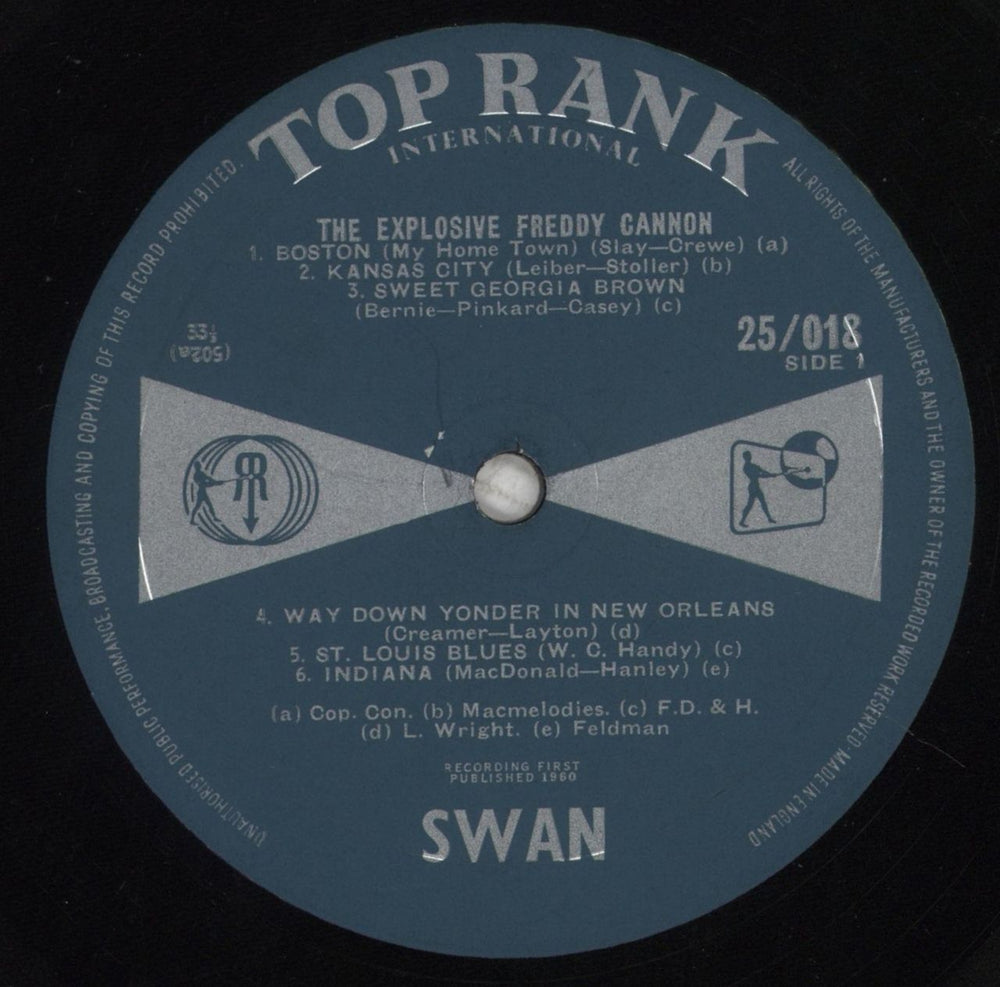 TOP RANK
INTERNATIONAL
THE EXPLOSIVE FREDDY CANNON
1. BOSTON (My Home Town) (Slay—Crewe) (a)
2. KANSAS CITY (Leiber—Stoller) (b)
3. SWEET GEORGIA BROWN
(Bernie—Pinkard—Casey) (c)
25/018
SIDE 1
(502a)
4. WAY DOWN YONDER IN NEW ORLEANS
(Creamer—Layton) (d)
5. ST. LOUIS BLUES (W. C. Handy) (c)
6. INDIANA (MacDonald—Hanley) (e)
(a) Cop. Con. (b) Macmelodies. (c) F.D. & H.
(d) L. Wright. (e) Feldman
RECORDING FIRST
PUBLISHED 1960
SWAN
ALL RIGHTS OF THE MANUFACTURERS AND THE OWNER OF THE RECORDED WORK RESERVED · MADE IN ENGLAND
UNAUTHORISED PUBLIC PERFORMANCE, BROADCASTING AND COPYING OF THIS RECORD PROHIBITED.